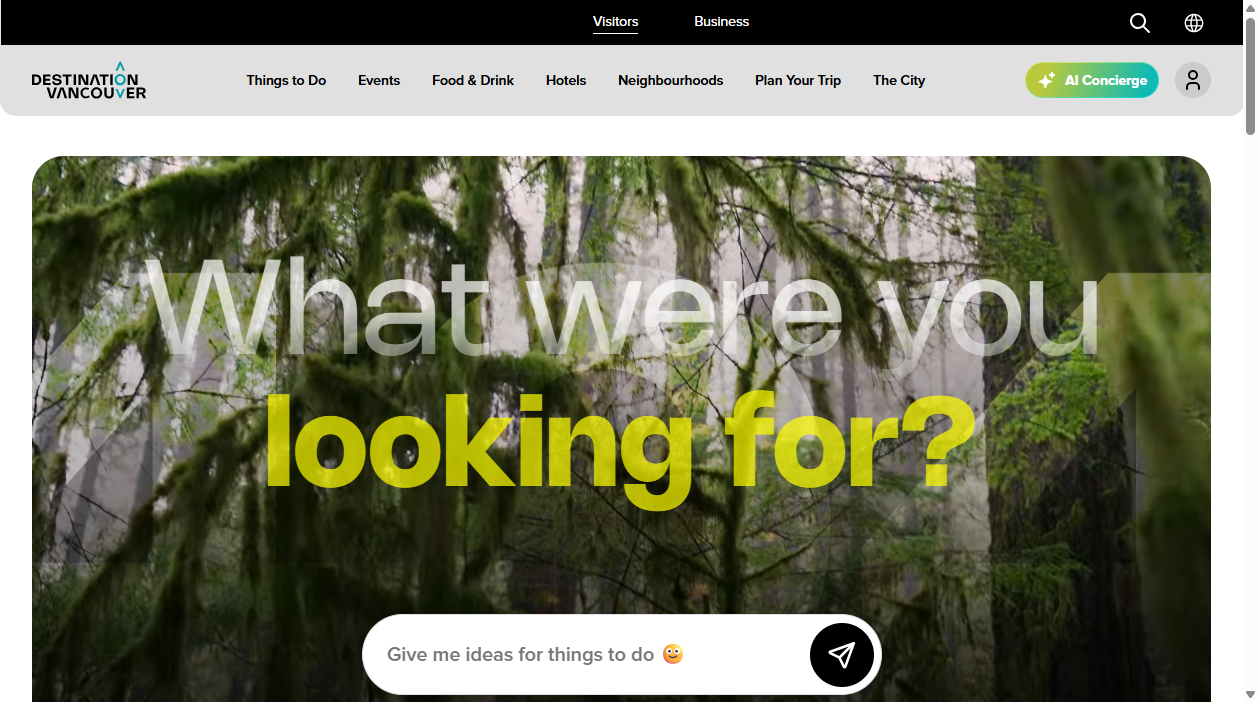 Visitors Business
DESTINATION
VANCOUVER
Things to Do Events Food & Drink Hotels Neighbourhoods Plan Your Trip The City AI Concierge
What were you
looking for?
Give me ideas for things to do 🙂